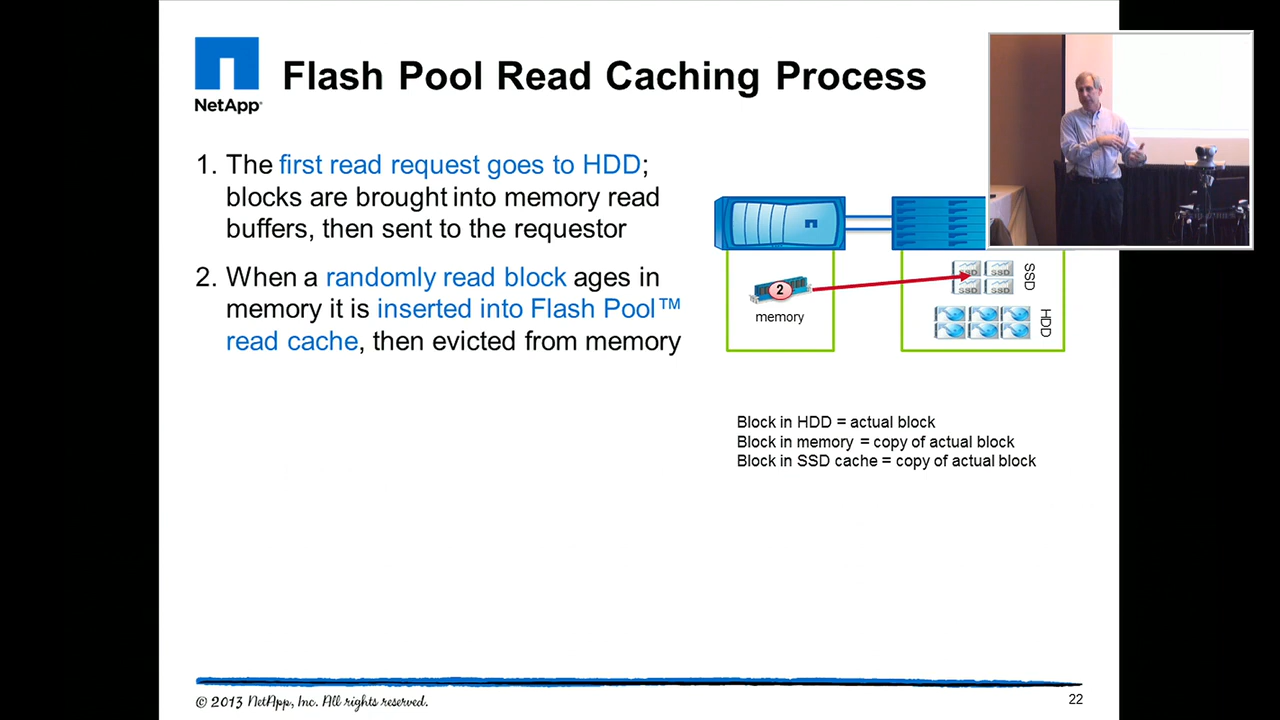 NetApp®
Flash Pool Read Caching Process
1. The first read request goes to HDD;
blocks are brought into memory read
buffers, then sent to the requestor
2. When a randomly read block ages in
memory it is inserted into Flash Pool™
read cache, then evicted from memory
2
memory
SSD SSD
SSD SSD
SSD
HDD
Block in HDD = actual block
Block in memory = copy of actual block
Block in SSD cache = copy of actual block
© 2013 NetApp, Inc. All rights reserved.
22